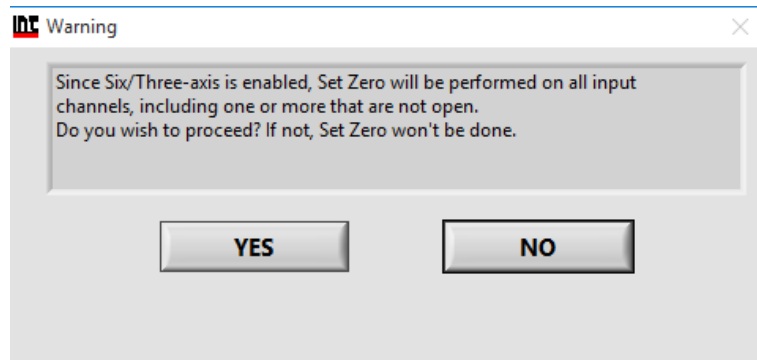 Int Warning
Since Six/Three-axis is enabled, Set Zero will be performed on all input
channels, including one or more that are not open.
Do you wish to proceed? If not, Set Zero won't be done.
YES NO